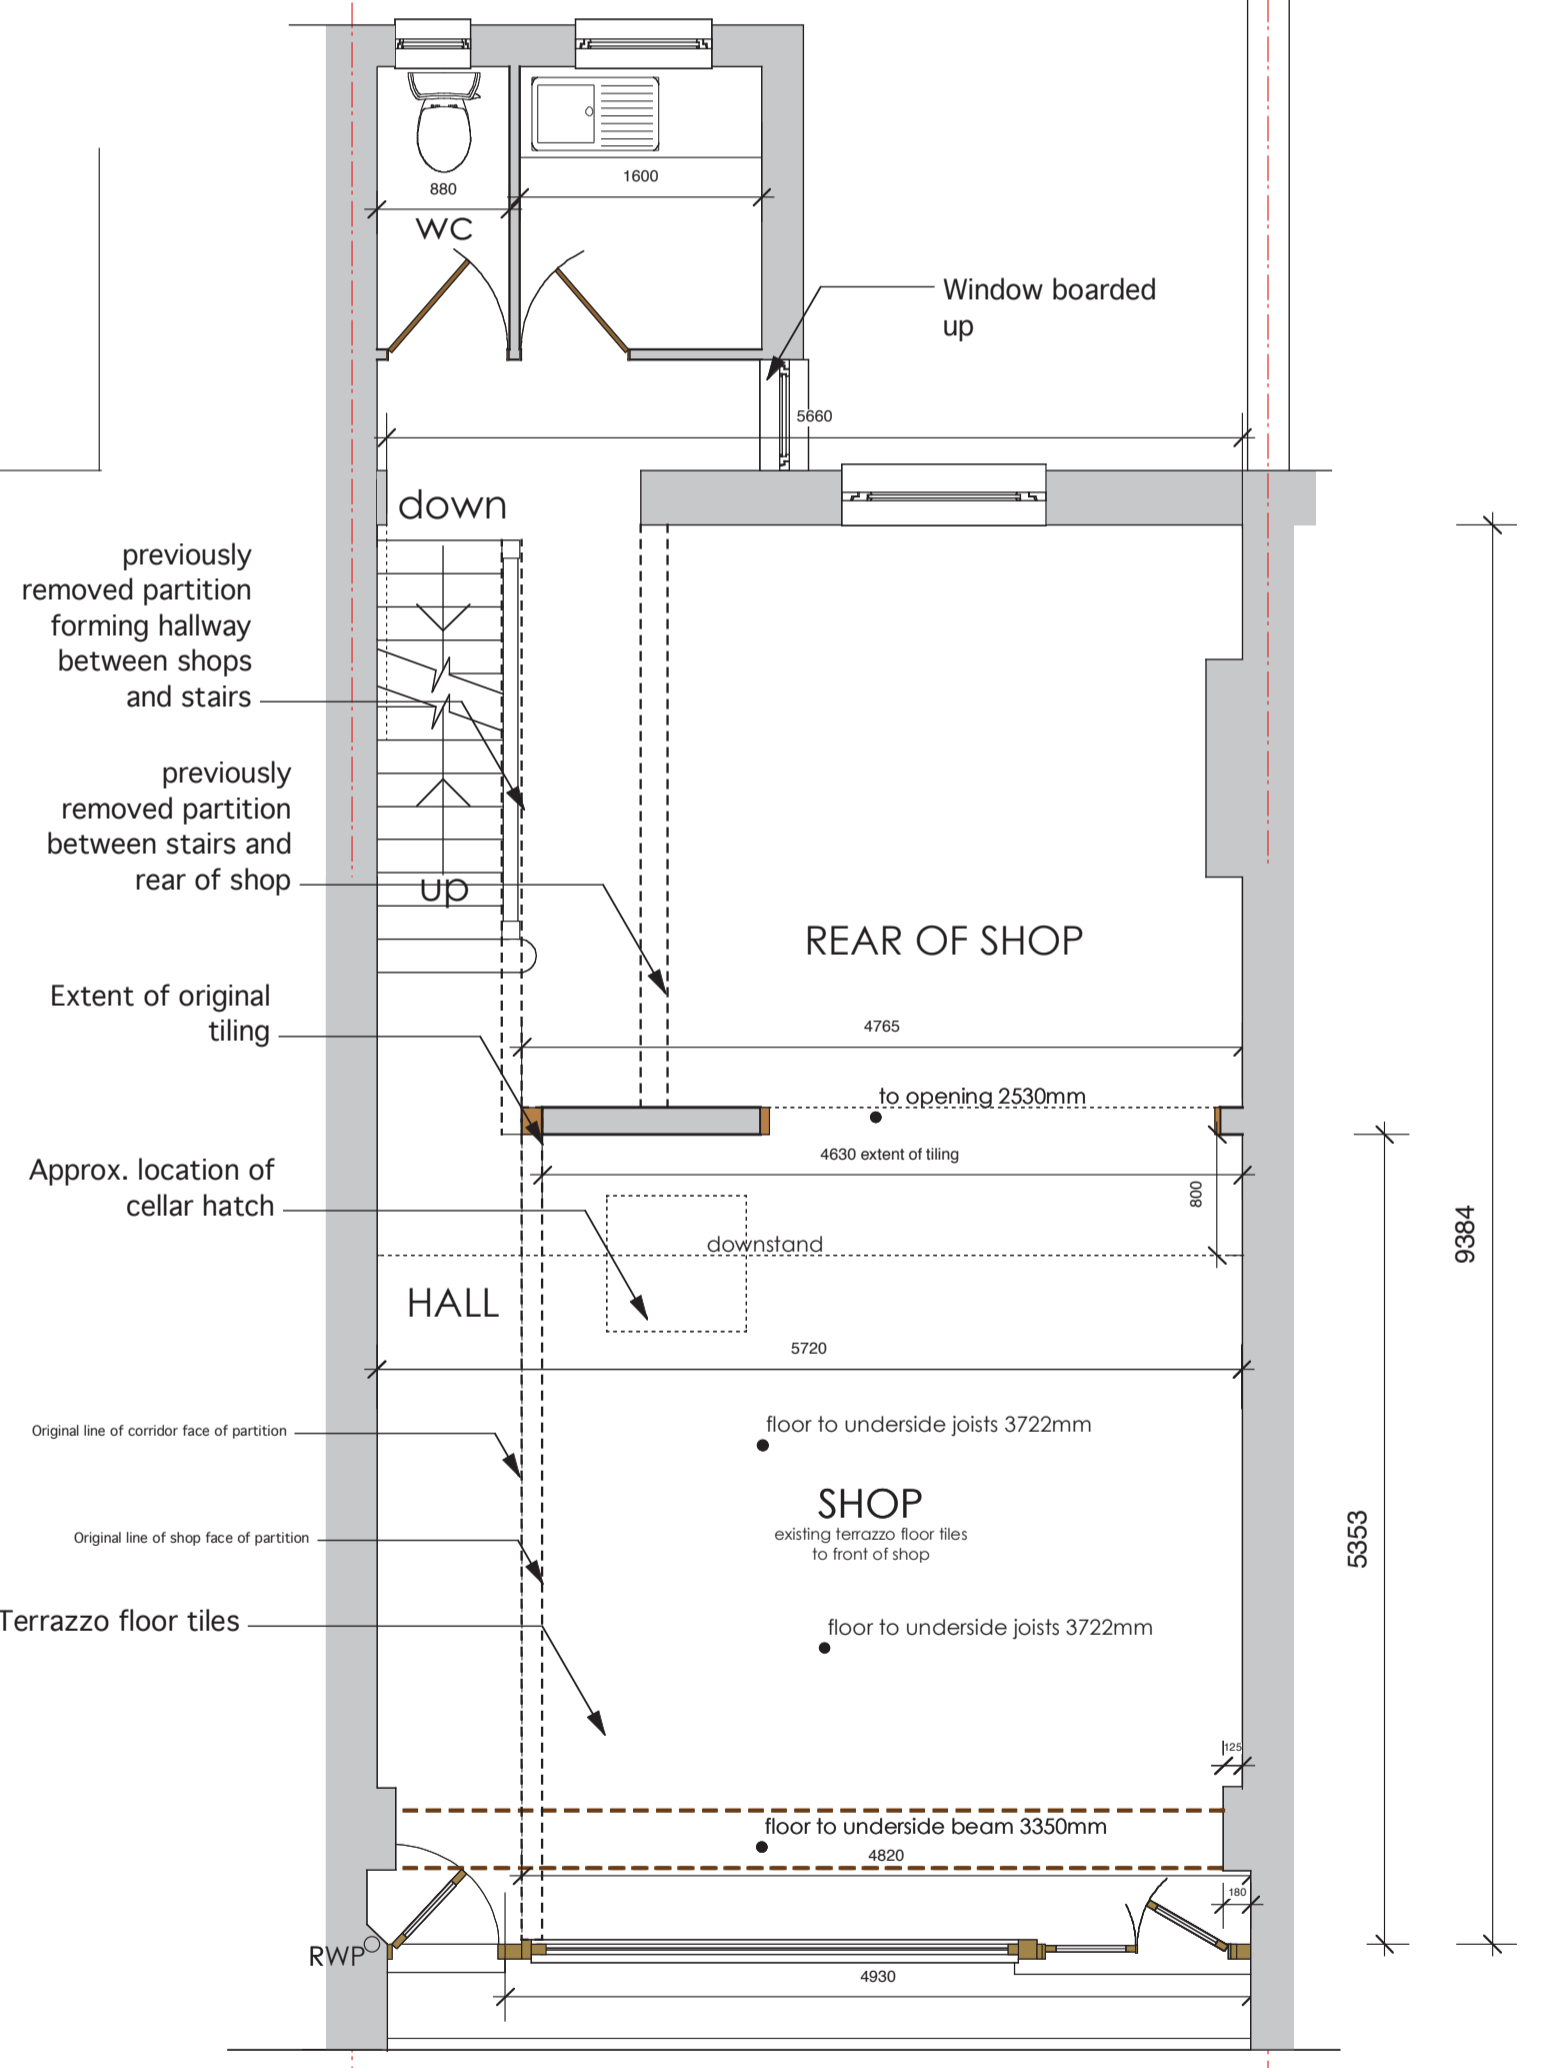 880
1600
WC
Window boarded
up
5660
down
previously
removed partition
forming hallway
between shops
and stairs
previously
removed partition
between stairs and
rear of shop
up
REAR OF SHOP
Extent of original
tiling
4765
to opening 2530mm
4630 extent of tiling
800
Approx. location of
cellar hatch
downstand
9384
HALL
5720
floor to underside joists 3722mm
Original line of corridor face of partition
SHOP
existing terrazzo floor tiles
to front of shop
5353
Original line of shop face of partition
Terrazzo floor tiles
floor to underside joists 3722mm
125
floor to underside beam 3350mm
4820
180
RWP
4930